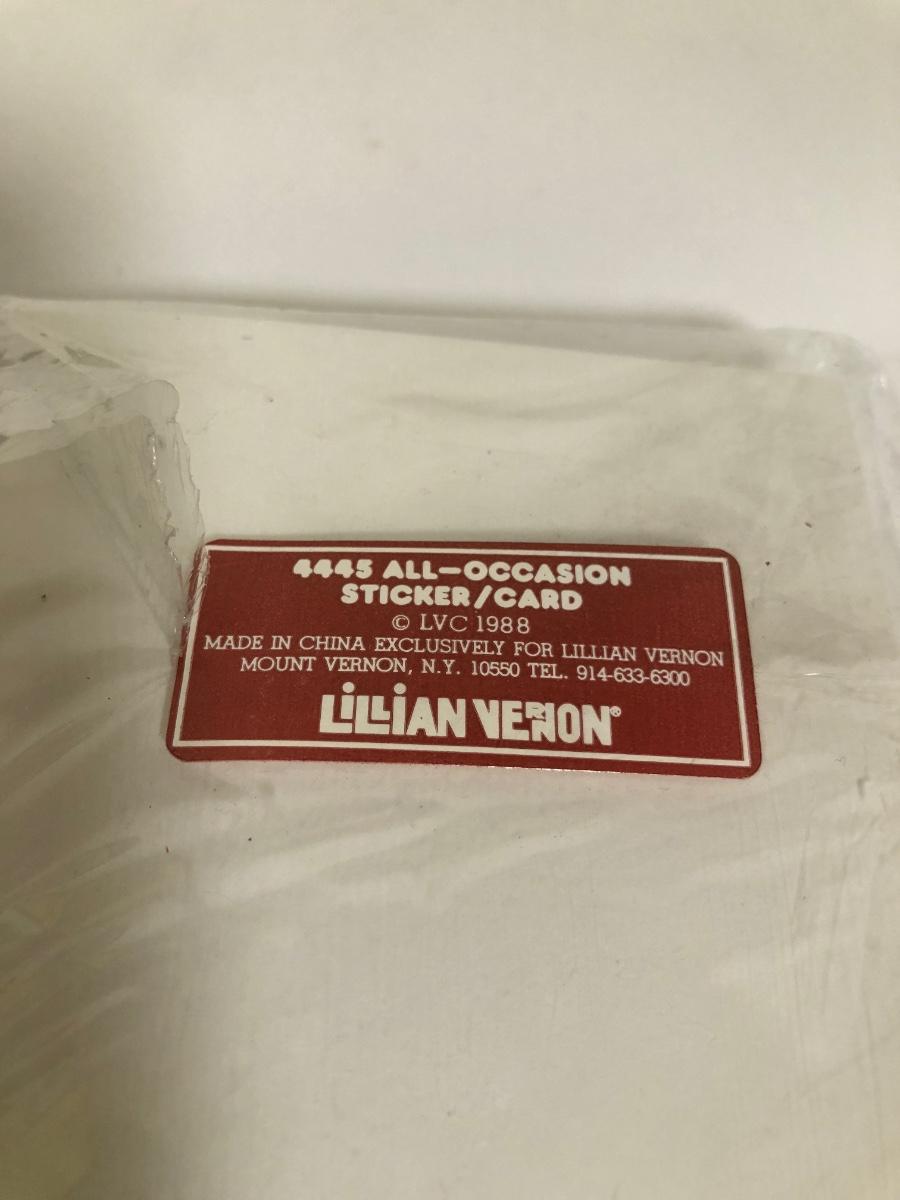 4445 ALL-OCCASION
STICKER/CARD
© LVC 1988
MADE IN CHINA EXCLUSIVELY FOR LILLIAN VERNON
MOUNT VERNON, N.Y. 10550 TEL. 914-633-6300
LiLLiAN VERNON®